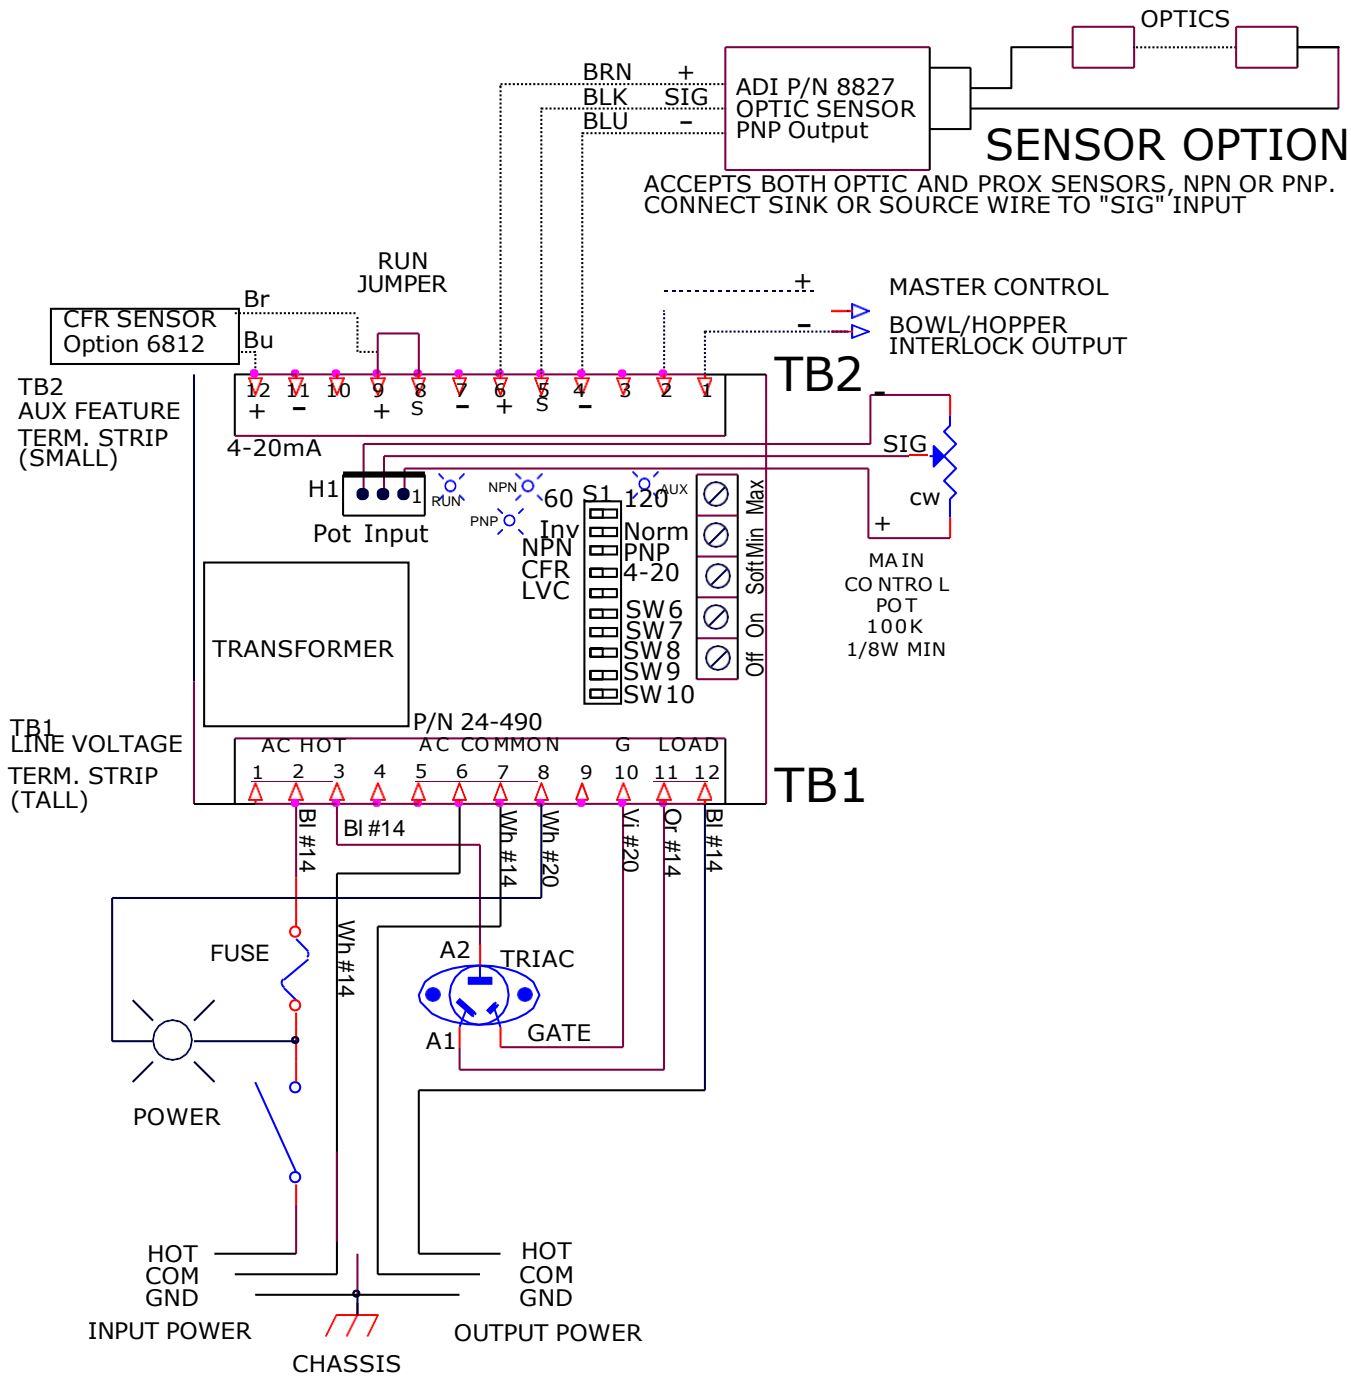 OPTICS
BRN +
BLK SIG
BLU -
ADI P/N 8827
OPTIC SENSOR
PNP Output
SENSOR OPTION
ACCEPTS BOTH OPTIC AND PROX SENSORS, NPN OR PNP.
CONNECT SINK OR SOURCE WIRE TO "SIG" INPUT
RUN
JUMPER
CFR SENSOR
Option 6812
Br
Bu
+
-
MASTER CONTROL
BOWL/HOPPER
INTERLOCK OUTPUT
TB2
AUX FEATURE
TERM. STRIP
(SMALL)
12 11 10 9 8 7 6 5 4 3 2 1
+ - + S - + S -
TB2
4-20mA
H1
1
Pot Input
RUN
NPN
PNP
AUX
60 S1 120
Inv Norm
NPN PNP
CFR 4-20
LVC
SW6
SW7
SW8
SW9
SW10
Max
Min
Soft
On
Off
-
SIG
cw
+
MAIN
CONTROL
POT
100K
1/8W MIN
TRANSFORMER
P/N 24-490
TB1
LINE VOLTAGE
TERM. STRIP
(TALL)
AC HOT AC COMMON G LOAD
1 2 3 4 5 6 7 8 9 10 11 12
TB1
Bl #14
Bl #14
Wh #14
Wh #20
Vi #20
Or #14
Bl #14
Wh #14
FUSE
A2
TRIAC
A1
GATE
POWER
HOT
COM
GND
INPUT POWER
HOT
COM
GND
OUTPUT POWER
CHASSIS